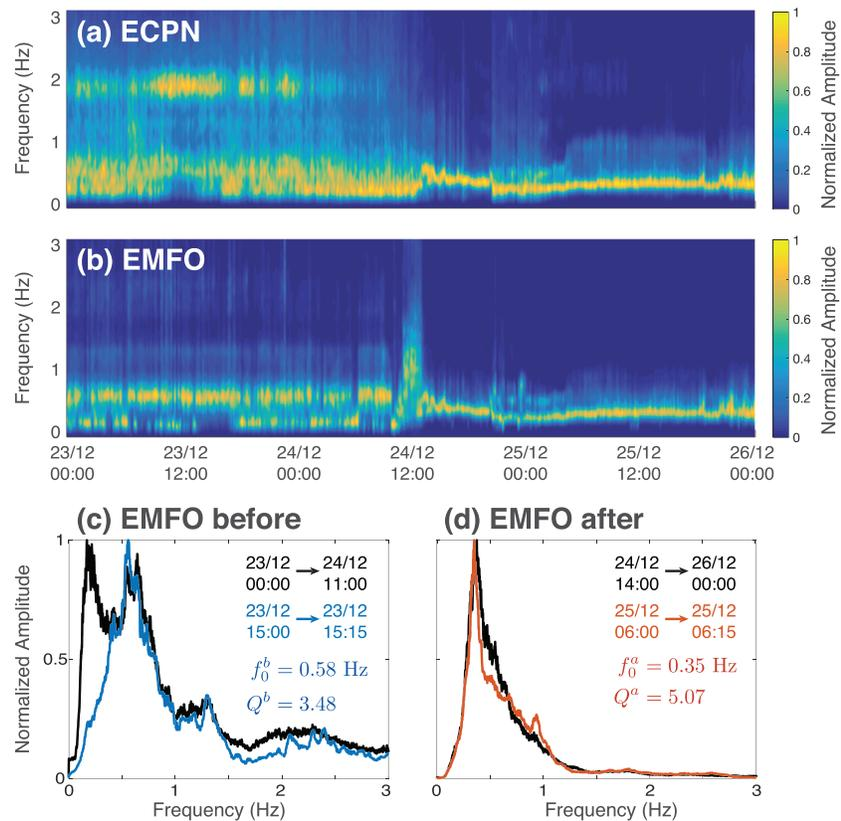 (a) ECPN
Frequency (Hz)
3
2
1
0
Normalized Amplitude
1
0.8
0.6
0.4
0.2
0
(b) EMFO
Frequency (Hz)
3
2
1
0
Normalized Amplitude
1
0.8
0.6
0.4
0.2
0
23/12 23/12 24/12 24/12 25/12 25/12 26/12
00:00 12:00 00:00 12:00 00:00 12:00 00:00
(c) EMFO before
Normalized Amplitude
1
0.5
0
23/12 → 24/12
00:00 11:00
23/12 → 23/12
15:00 15:15
f₀ᵇ = 0.58 Hz
Qᵇ = 3.48
0 1 2 3
Frequency (Hz)
(d) EMFO after
24/12 → 26/12
14:00 00:00
25/12 → 25/12
06:00 06:15
f₀ᵃ = 0.35 Hz
Qᵃ = 5.07
0 1 2 3
Frequency (Hz)